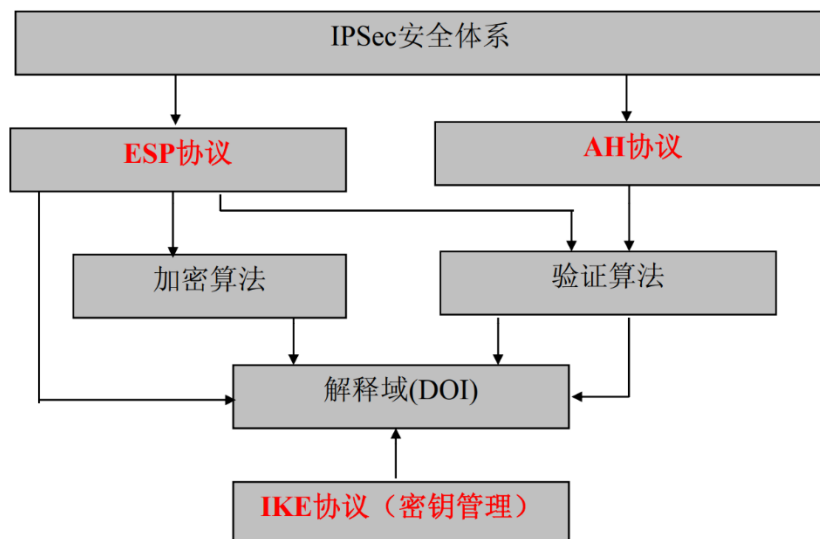 IPSec安全体系
ESP协议
AH协议
加密算法
验证算法
解释域(DOI)
IKE协议（密钥管理）